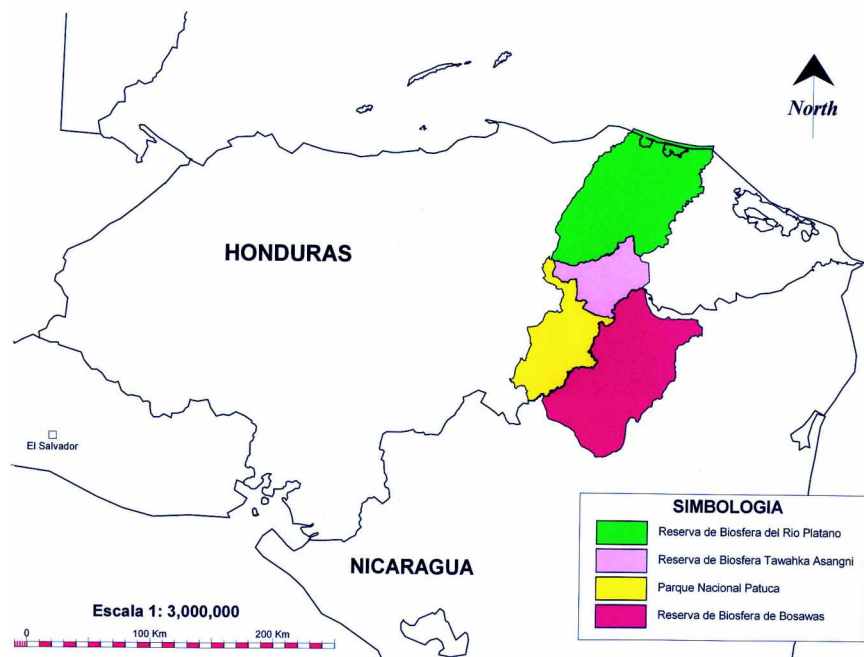 North
HONDURAS
El Salvador
NICARAGUA
Escala 1: 3,000,000
0 100 Km 200 Km
SIMBOLOGIA
Reserva de Biosfera del Rio Platano
Reserva de Biosfera Tawahka Asangni
Parque Nacional Patuca
Reserva de Biosfera de Bosawas